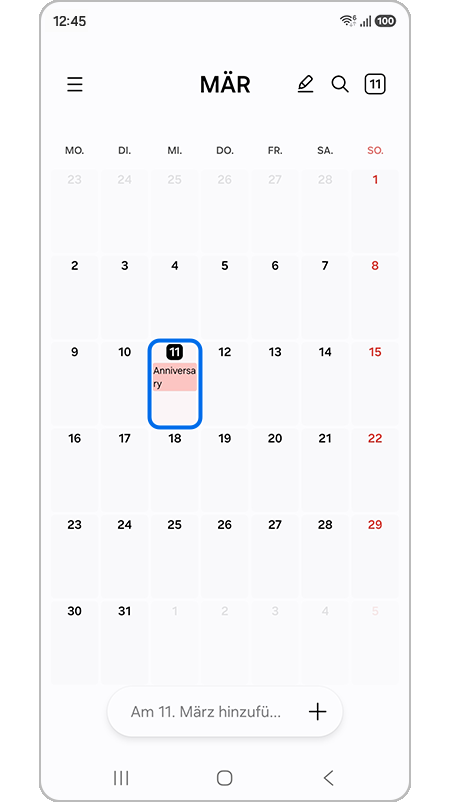 12:45 6 100
MÄR 11
MO. DI. MI. DO. FR. SA. SO.
23 24 25 26 27 28 1
2 3 4 5 6 7 8
9 10 11 12 13 14 15
Anniversa
ry
16 17 18 19 20 21 22
23 24 25 26 27 28 29
30 31 1 2 3 4 5
Am 11. März hinzufü...